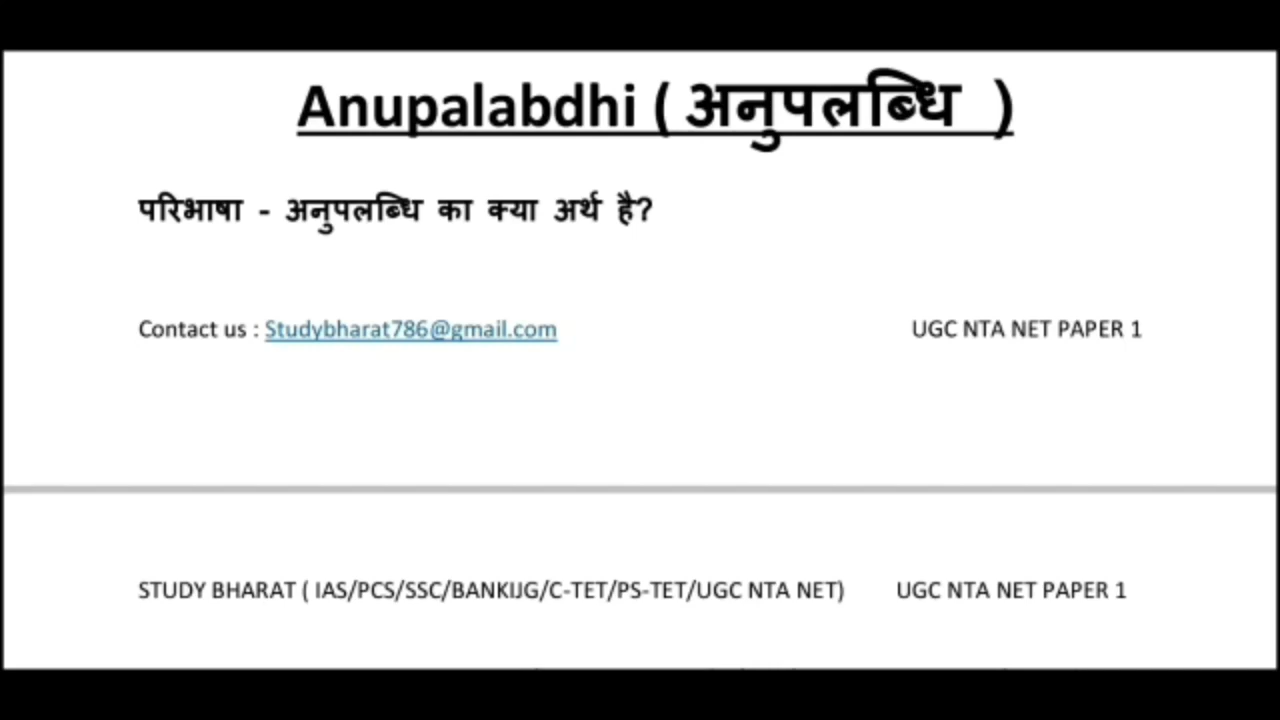 Anupalabdhi ( अनुपलब्धि )
परिभाषा - अनुपलब्धि का क्या अर्थ है?
Contact us : Studybharat786@gmail.com UGC NTA NET PAPER 1
STUDY BHARAT ( IAS/PCS/SSC/BANKIJG/C-TET/PS-TET/UGC NTA NET) UGC NTA NET PAPER 1